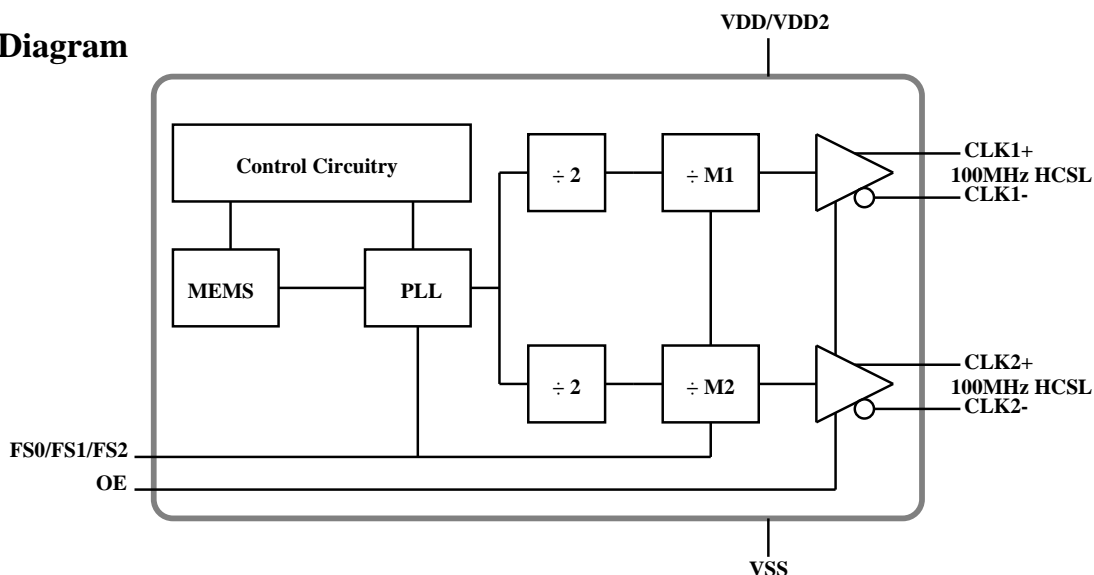 VDD/VDD2
Diagram
Control Circuitry
÷ 2
÷ M1
CLK1+
100MHz HCSL
CLK1-
MEMS
PLL
÷ 2
÷ M2
CLK2+
100MHz HCSL
CLK2-
FS0/FS1/FS2
OE
VSS